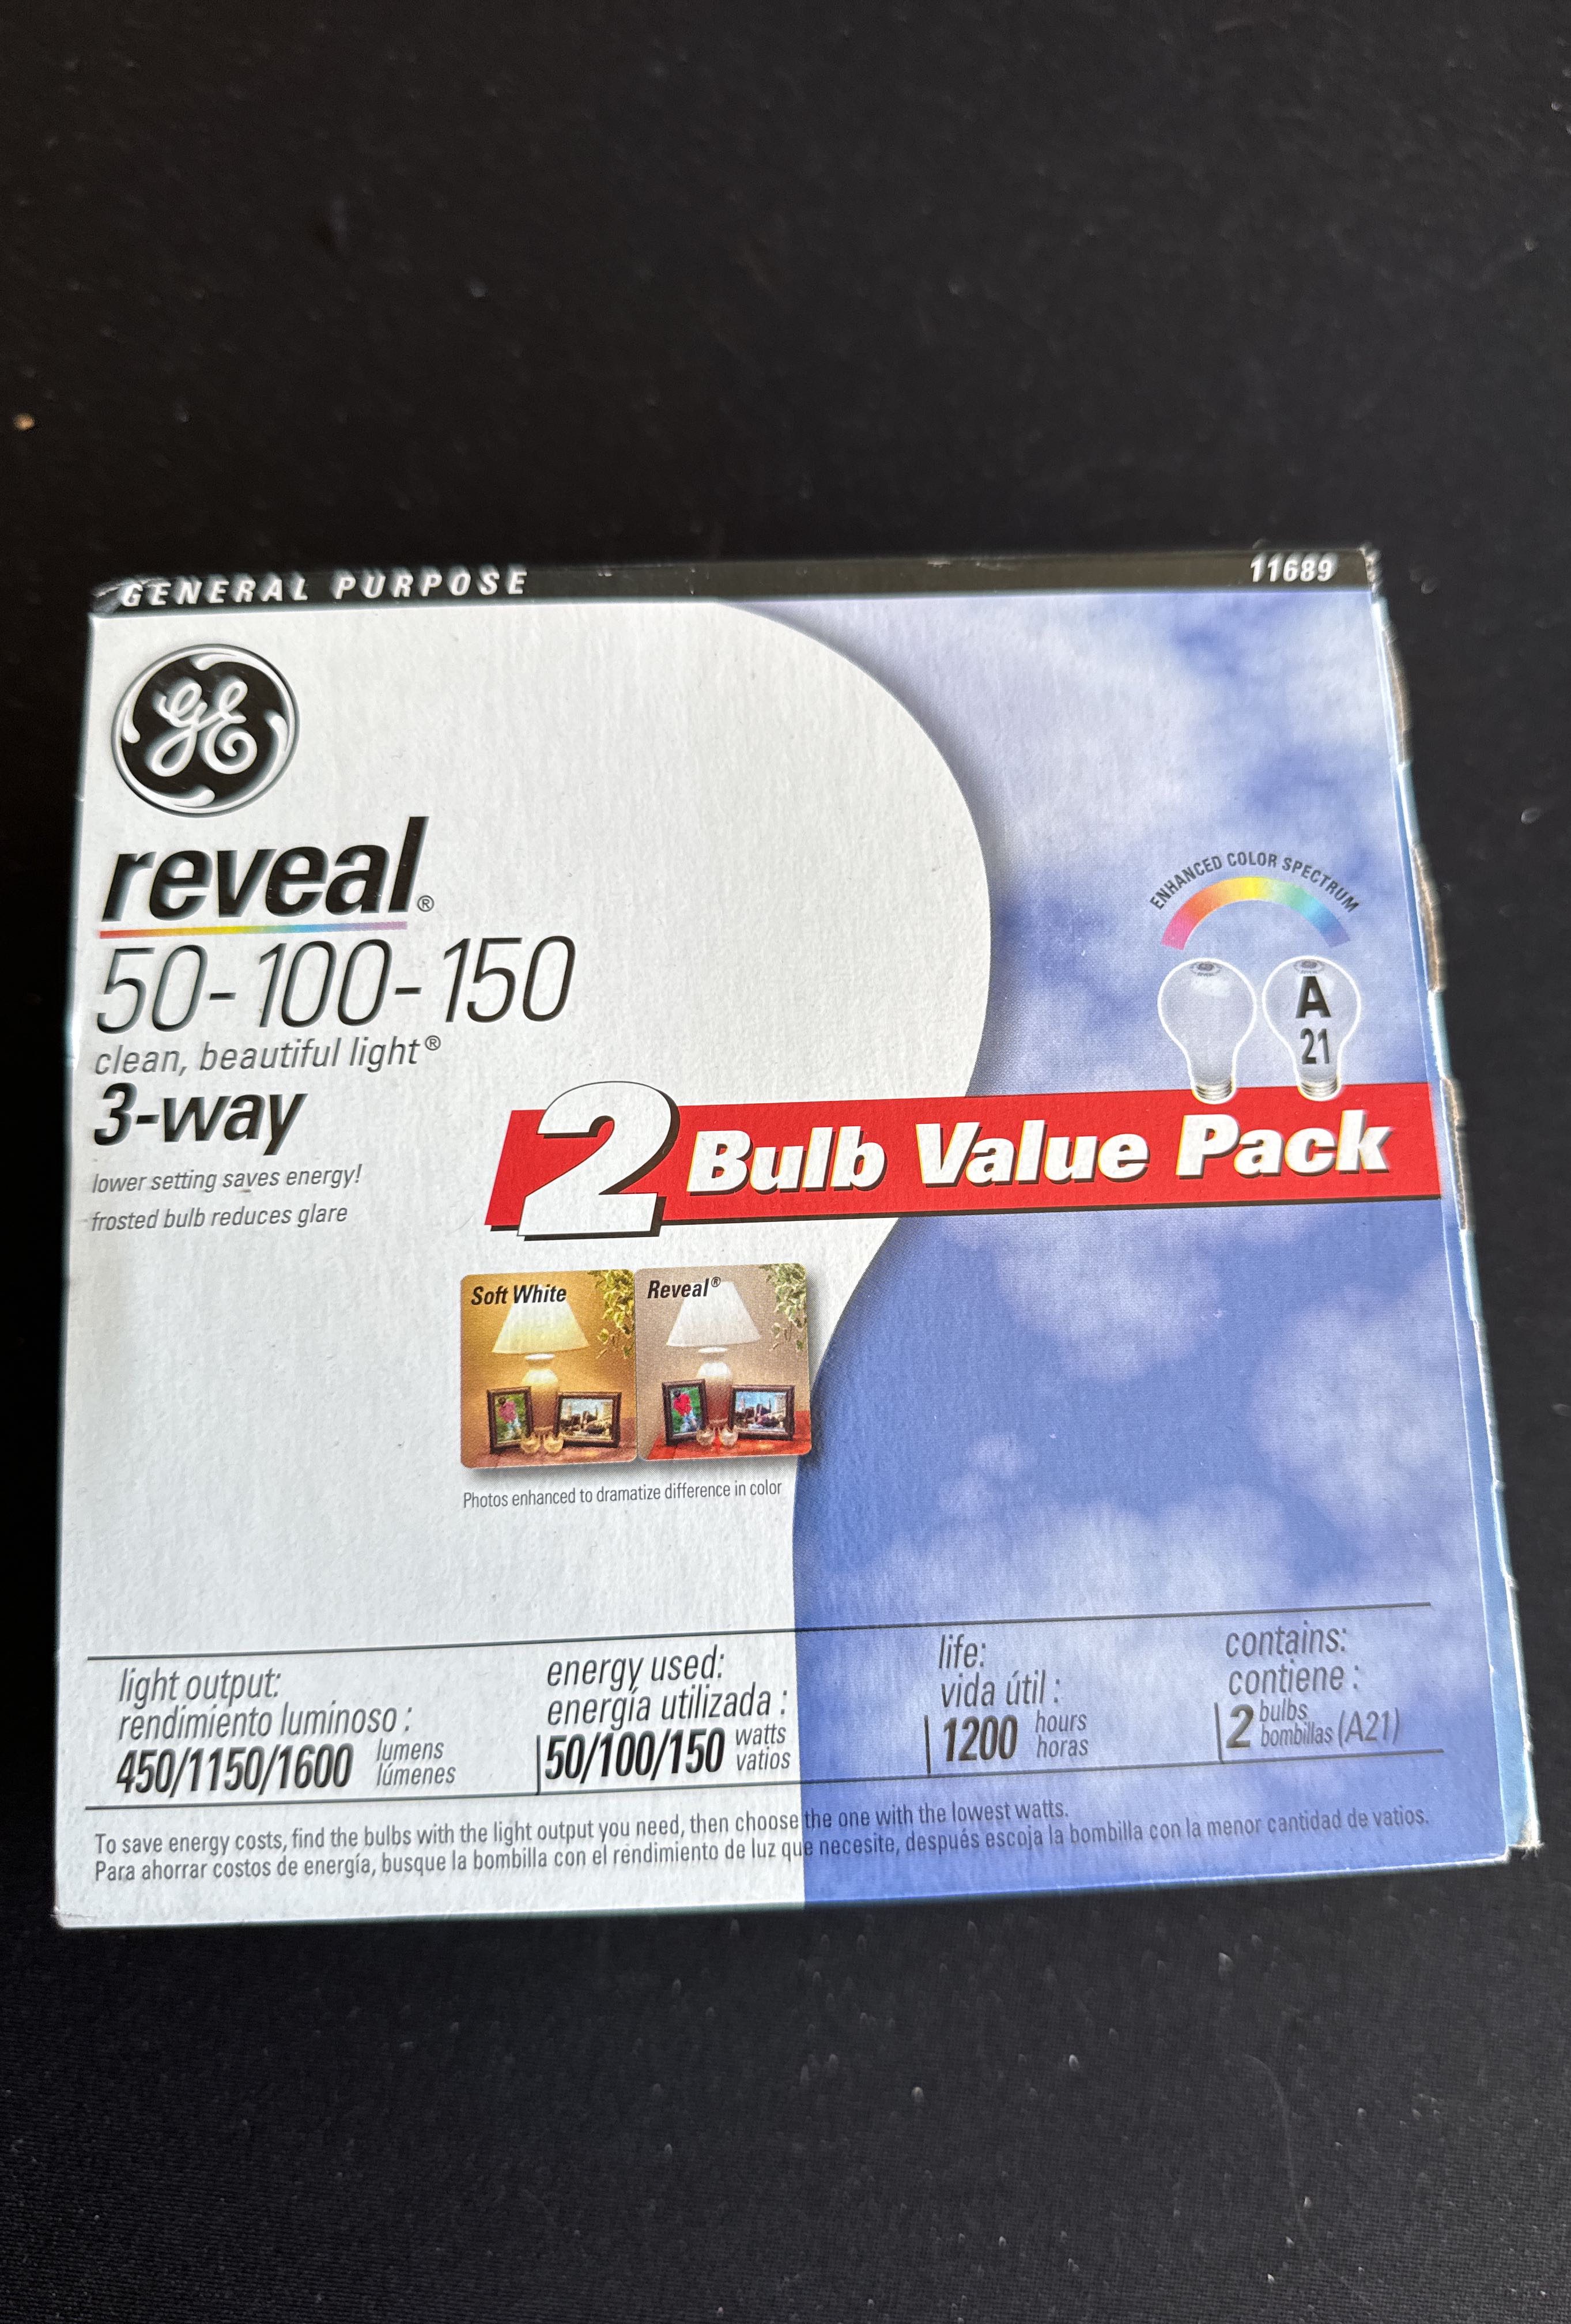 GENERAL PURPOSE
11689
GE
reveal®
50-100-150
clean, beautiful light®
3-way
lower setting saves energy!
frosted bulb reduces glare
ENHANCED COLOR SPECTRUM
A
21
2 Bulb Value Pack
Soft White
Reveal®
Photos enhanced to dramatize difference in color
light output:
rendimiento luminoso :
450/1150/1600 lumens
lúmenes
energy used:
energía utilizada :
50/100/150 watts
vatios
life:
vida útil :
1200 hours
horas
contains:
contiene :
2 bulbs
bombillas (A21)
To save energy costs, find the bulbs with the light output you need, then choose the one with the lowest watts.
Para ahorrar costos de energía, busque la bombilla con el rendimiento de luz que necesite, después escoja la bombilla con la menor cantidad de vatios.